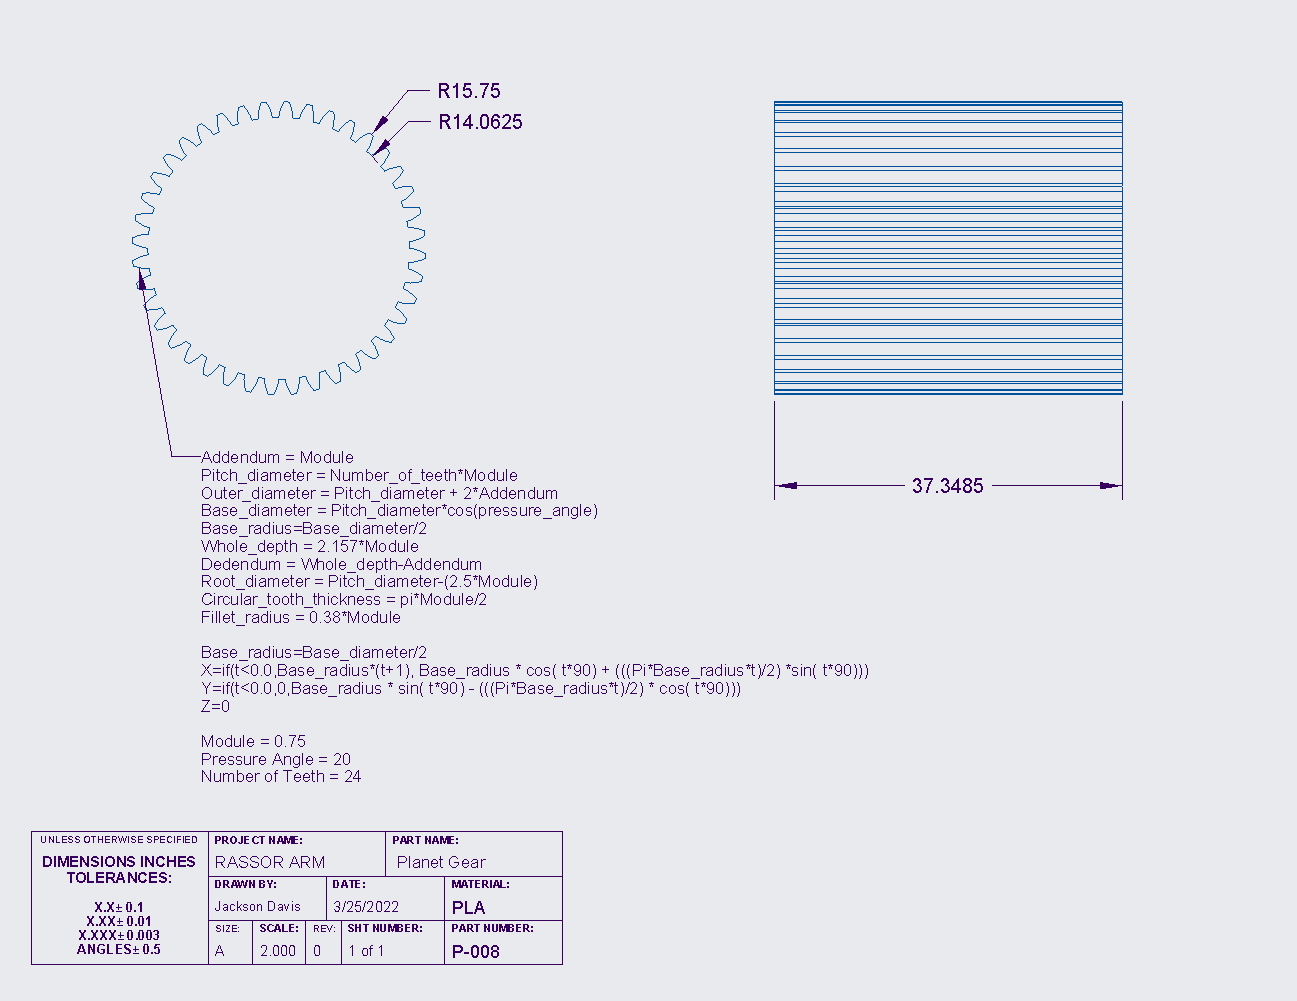 R15.75
R14.0625
37.3485
Addendum = Module
Pitch_diameter = Number_of_teeth*Module
Outer_diameter = Pitch_diameter + 2*Addendum
Base_diameter = Pitch_diameter*cos(pressure_angle)
Base_radius=Base_diameter/2
Whole_depth = 2.157*Module
Dedendum = Whole_depth-Addendum
Root_diameter = Pitch_diameter-(2.5*Module)
Circular_tooth_thickness = pi*Module/2
Fillet_radius = 0.38*Module
Base_radius=Base_diameter/2
X=if(t<0.0,Base_radius*(t+1), Base_radius * cos( t*90) + (((Pi*Base_radius*t)/2) *sin( t*90)))
Y=if(t<0.0,0,Base_radius * sin( t*90) - (((Pi*Base_radius*t)/2) * cos( t*90)))
Z=0
Module = 0.75
Pressure Angle = 20
Number of Teeth = 24
UNLESS OTHERWISE SPECIFIED
DIMENSIONS INCHES
TOLERANCES:
X.X± 0.1
X.XX± 0.01
X.XXX± 0.003
ANGLES± 0.5
PROJECT NAME:
RASSOR ARM
PART NAME:
Planet Gear
DRAWN BY:
Jackson Davis
DATE:
3/25/2022
MATERIAL:
PLA
SIZE:
A
SCALE:
2.000
REV:
0
SHT NUMBER:
1 of 1
PART NUMBER:
P-008